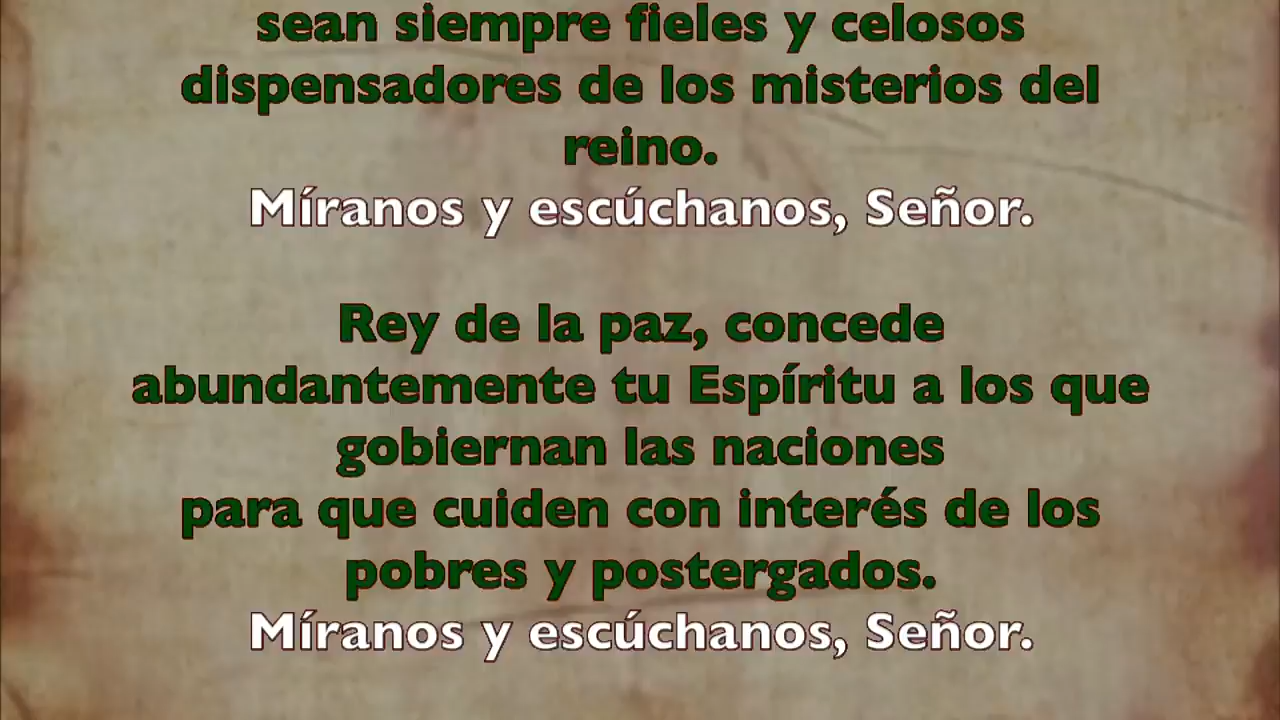 sean siempre fieles y celosos
dispensadores de los misterios del
reino.
Míranos y escúchanos, Señor.
Rey de la paz, concede
abundantemente tu Espíritu a los que
gobiernan las naciones
para que cuiden con interés de los
pobres y postergados.
Míranos y escúchanos, Señor.